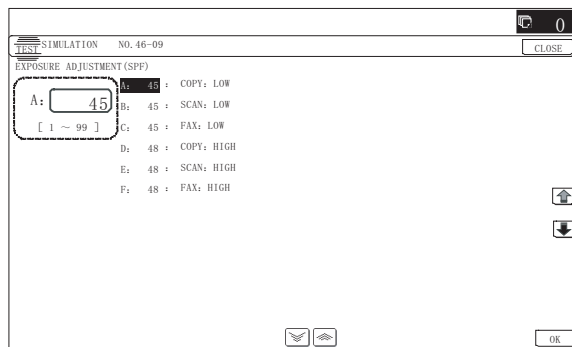 0
TEST SIMULATION NO.46-09 CLOSE
EXPOSURE ADJUSTMENT(SPF)
A: 45
[ 1 ~ 99 ]
A: 45 : COPY: LOW
B: 45 : SCAN: LOW
C: 45 : FAX: LOW
D: 48 : COPY: HIGH
E: 48 : SCAN: HIGH
F: 48 : FAX: HIGH
OK